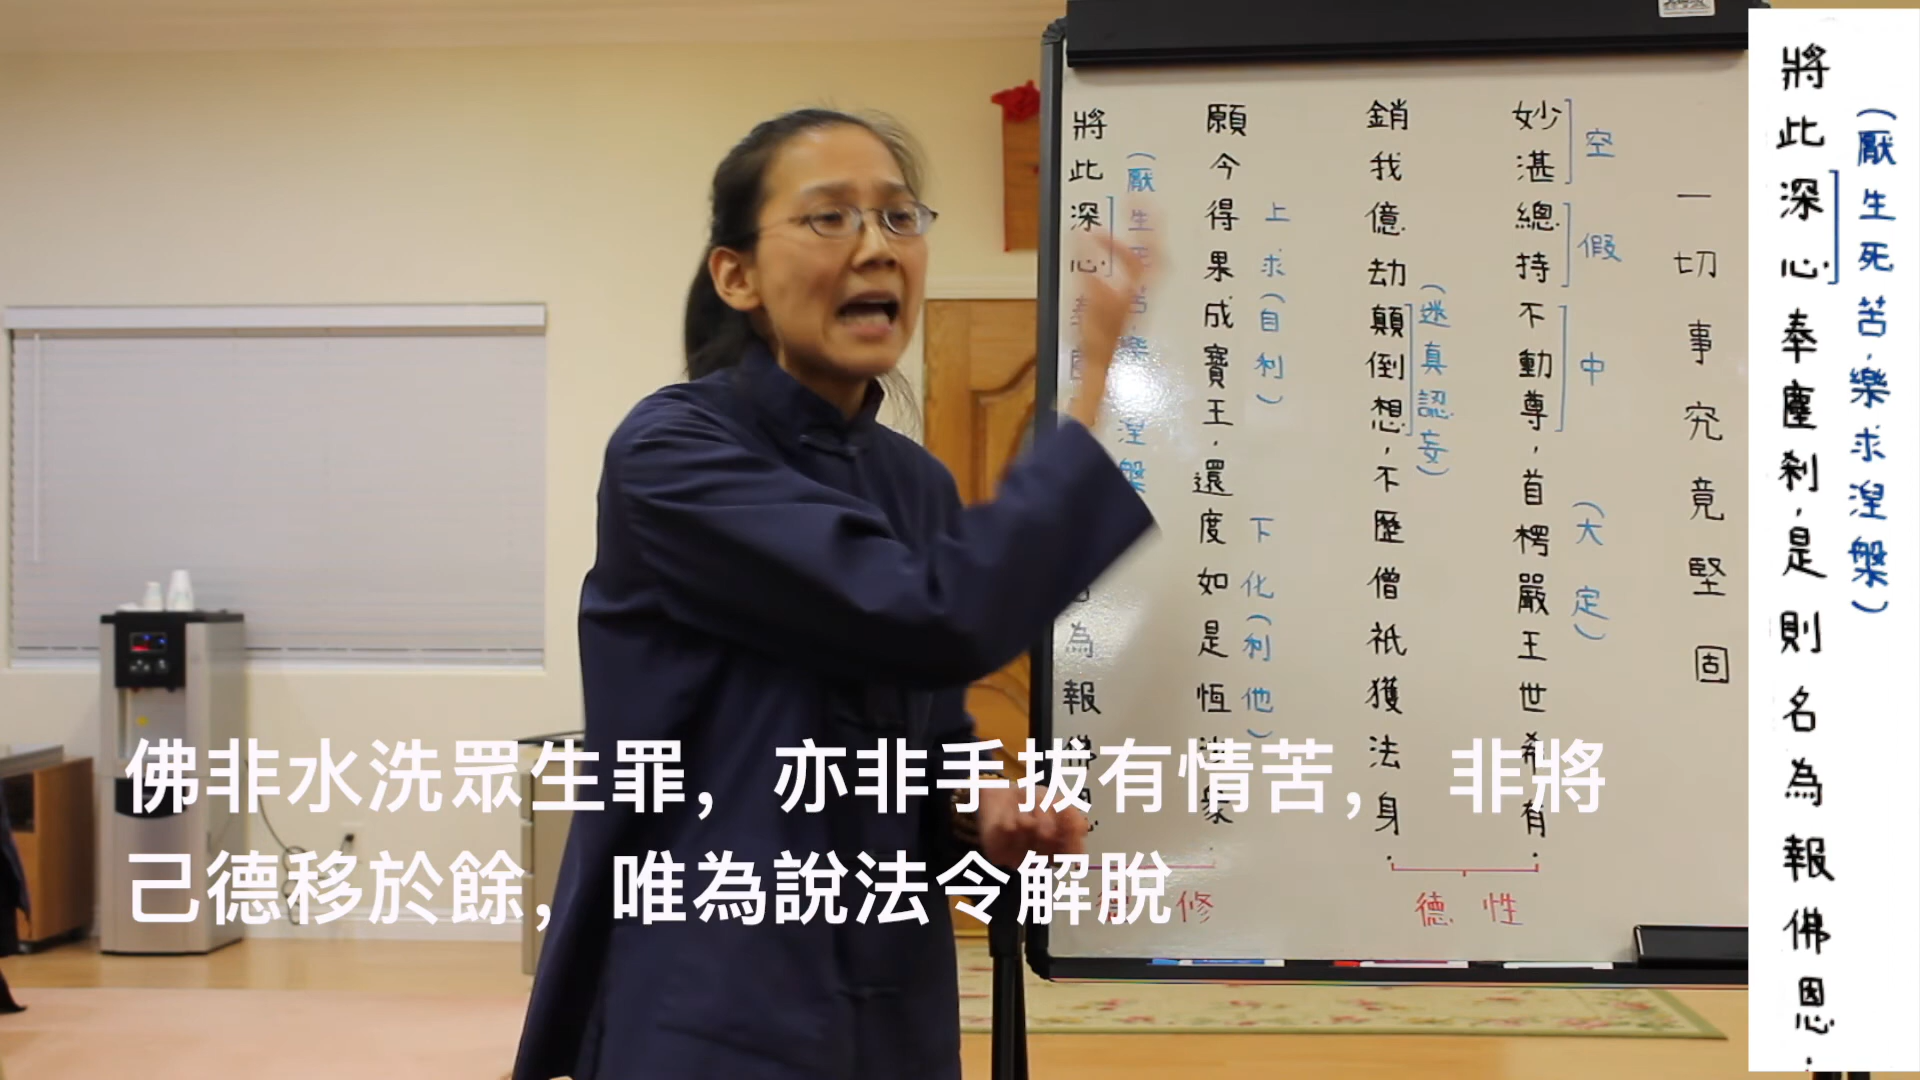 一切事究竟堅固
空
假
中
(大定)
妙湛總持不動尊,首楞嚴王世希有.
(迷真認妄)
銷我億劫顛倒想,不歷僧祇獲法身.
上求(自利)
下化(利他)
願今得果成寶王,還度如是恆沙眾.
將此深心
為報佛恩
性德
修
(厭生死苦,樂求涅槃)
將此深心奉塵剎,是則名為報佛恩.
佛非水洗眾生罪，亦非手拔有情苦， 非將
己德移於餘，唯為說法令解脫